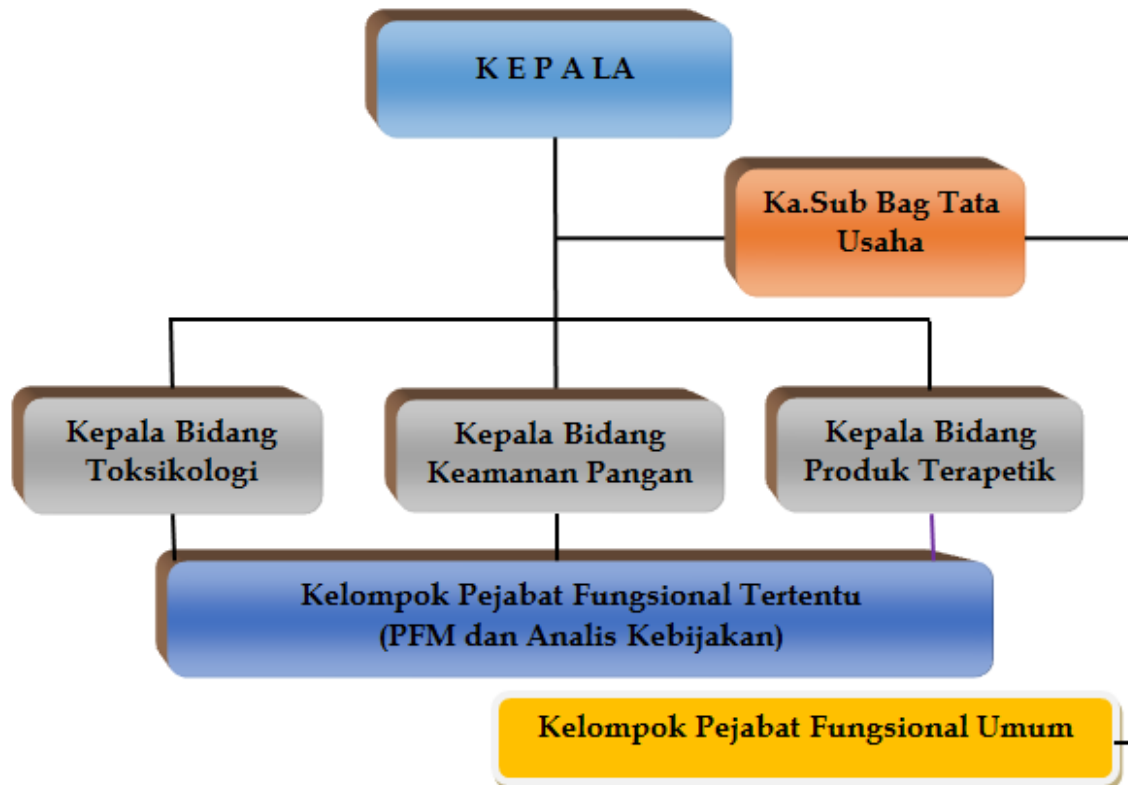 K E P A LA
Ka.Sub Bag Tata
Usaha
Kepala Bidang
Toksikologi
Kepala Bidang
Keamanan Pangan
Kepala Bidang
Produk Terapetik
Kelompok Pejabat Fungsional Tertentu
(PFM dan Analis Kebijakan)
Kelompok Pejabat Fungsional Umum